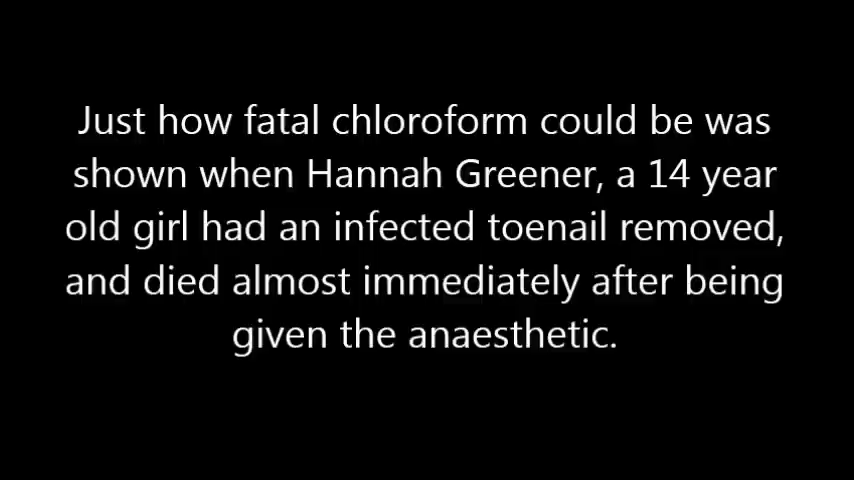 Just how fatal chloroform could be was
shown when Hannah Greener, a 14 year
old girl had an infected toenail removed,
and died almost immediately after being
given the anaesthetic.